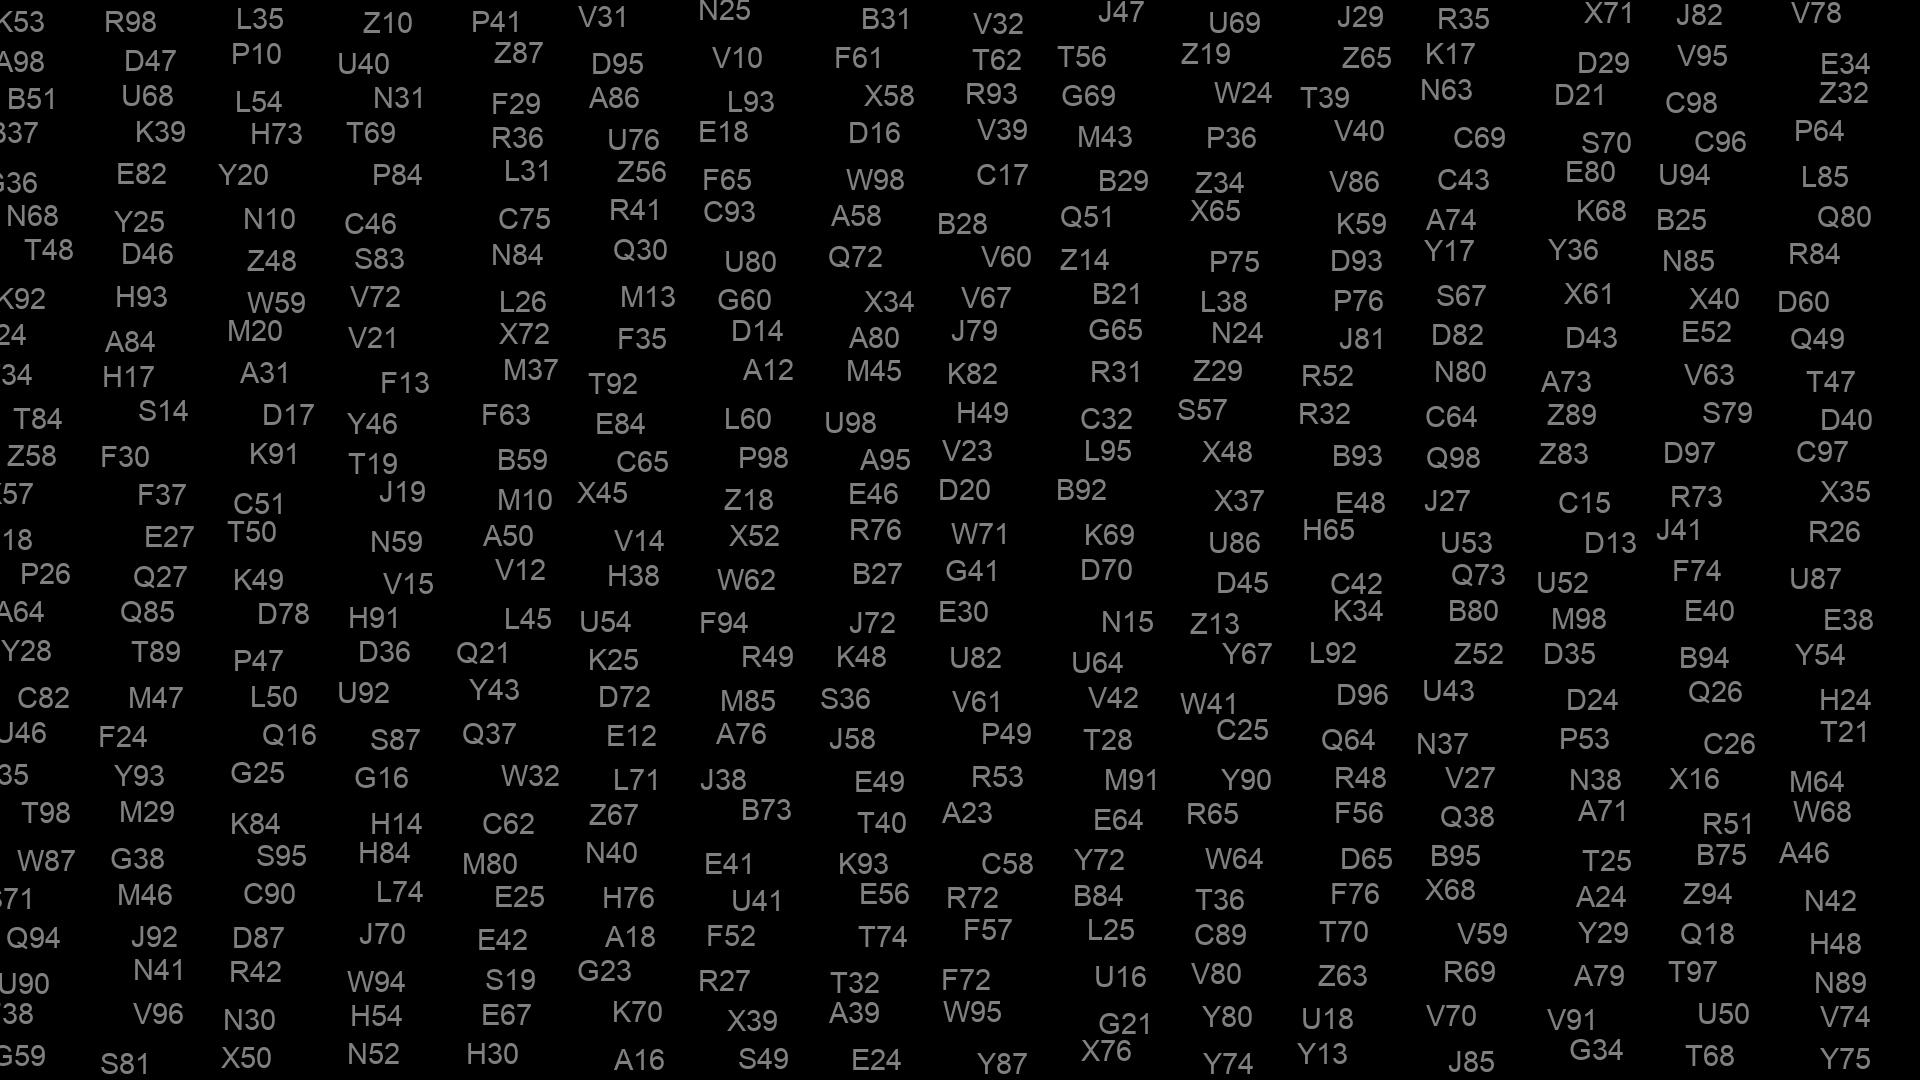 K53 R98 L35 Z10 P41 V31 N25 B31 V32 J47 U69 J29 R35 X71 J82 V78
A98 D47 P10 U40 Z87 D95 V10 F61 T62 T56 Z19 Z65 K17 D29 V95 E34
B51 U68 L54 N31 F29 A86 L93 X58 R93 G69 W24 T39 N63 D21 C98 Z32
K39 H73 T69 R36 U76 E18 D16 V39 M43 P36 V40 C69 S70 C96 P64
E82 Y20 P84 L31 Z56 F65 W98 C17 B29 Z34 V86 C43 E80 U94 L85
N68 Y25 N10 C46 C75 R41 C93 A58 B28 Q51 X65 K59 A74 K68 B25 Q80
T48 D46 Z48 S83 N84 Q30 U80 Q72 V60 Z14 P75 D93 Y17 Y36 N85 R84
K92 H93 W59 V72 L26 M13 G60 X34 V67 B21 L38 P76 S67 X61 X40 D60
24 A84 M20 V21 X72 F35 D14 A80 J79 G65 N24 J81 D82 D43 E52 Q49
34 H17 A31 F13 M37 T92 A12 M45 K82 R31 Z29 R52 N80 A73 V63 T47
T84 S14 D17 Y46 F63 E84 L60 U98 H49 C32 S57 R32 C64 Z89 S79 D40
Z58 F30 K91 T19 B59 C65 P98 A95 V23 L95 X48 B93 Q98 Z83 D97 C97
57 F37 C51 J19 M10 X45 Z18 E46 D20 B92 X37 E48 J27 C15 R73 X35
18 E27 T50 N59 A50 V14 X52 R76 W71 K69 U86 H65 U53 D13 J41 R26
P26 Q27 K49 V15 V12 H38 W62 B27 G41 D70 D45 C42 Q73 U52 F74 U87
A64 Q85 D78 H91 L45 U54 F94 J72 E30 N15 Z13 K34 B80 M98 E40 E38
Y28 T89 P47 D36 Q21 K25 R49 K48 U82 U64 Y67 L92 Z52 D35 B94 Y54
C82 M47 L50 U92 Y43 D72 M85 S36 V61 V42 W41 D96 U43 D24 Q26 H24
U46 F24 Q16 S87 Q37 E12 A76 J58 P49 T28 C25 Q64 N37 P53 C26 T21
35 Y93 G25 G16 W32 L71 J38 E49 R53 M91 Y90 R48 V27 N38 X16 M64
T98 M29 K84 H14 C62 Z67 B73 T40 A23 E64 R65 F56 Q38 A71 R51 W68
W87 G38 S95 H84 M80 N40 E41 K93 C58 Y72 W64 D65 B95 T25 B75 A46
71 M46 C90 L74 E25 H76 U41 E56 R72 B84 T36 F76 X68 A24 Z94 N42
Q94 J92 D87 J70 E42 A18 F52 T74 F57 L25 C89 T70 V59 Y29 Q18 H48
U90 N41 R42 W94 S19 G23 R27 T32 F72 U16 V80 Z63 R69 A79 T97 N89
38 V96 N30 H54 E67 K70 X39 A39 W95 G21 Y80 U18 V70 V91 U50 V74
G59 S81 X50 N52 H30 A16 S49 E24 Y87 X76 Y74 Y13 J85 G34 T68 Y75